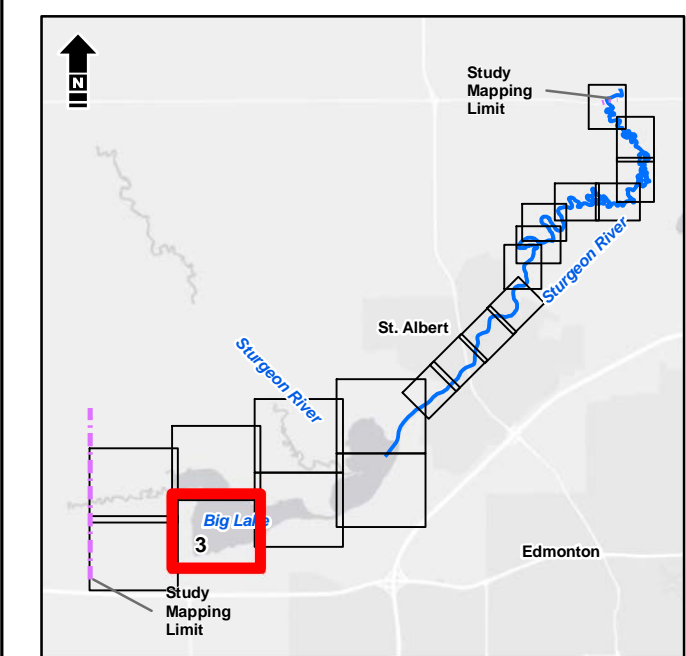 N
Study
Mapping
Limit
Sturgeon River
St. Albert
Sturgeon River
Big Lake
3
Edmonton
Study
Mapping
Limit